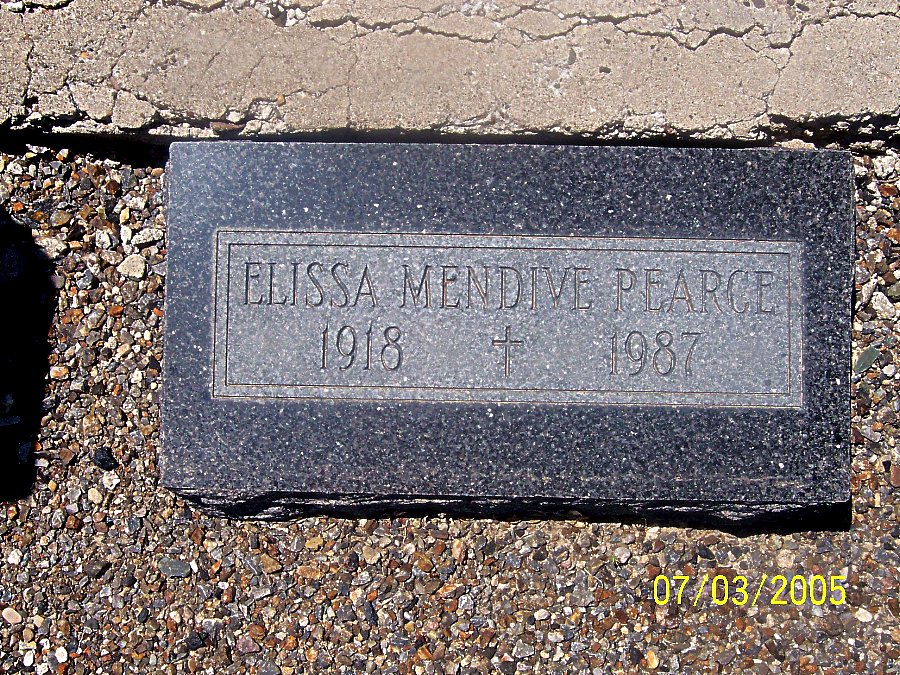 ELISSA MENDIVE PEARCE
1918 1987
07/03/2005